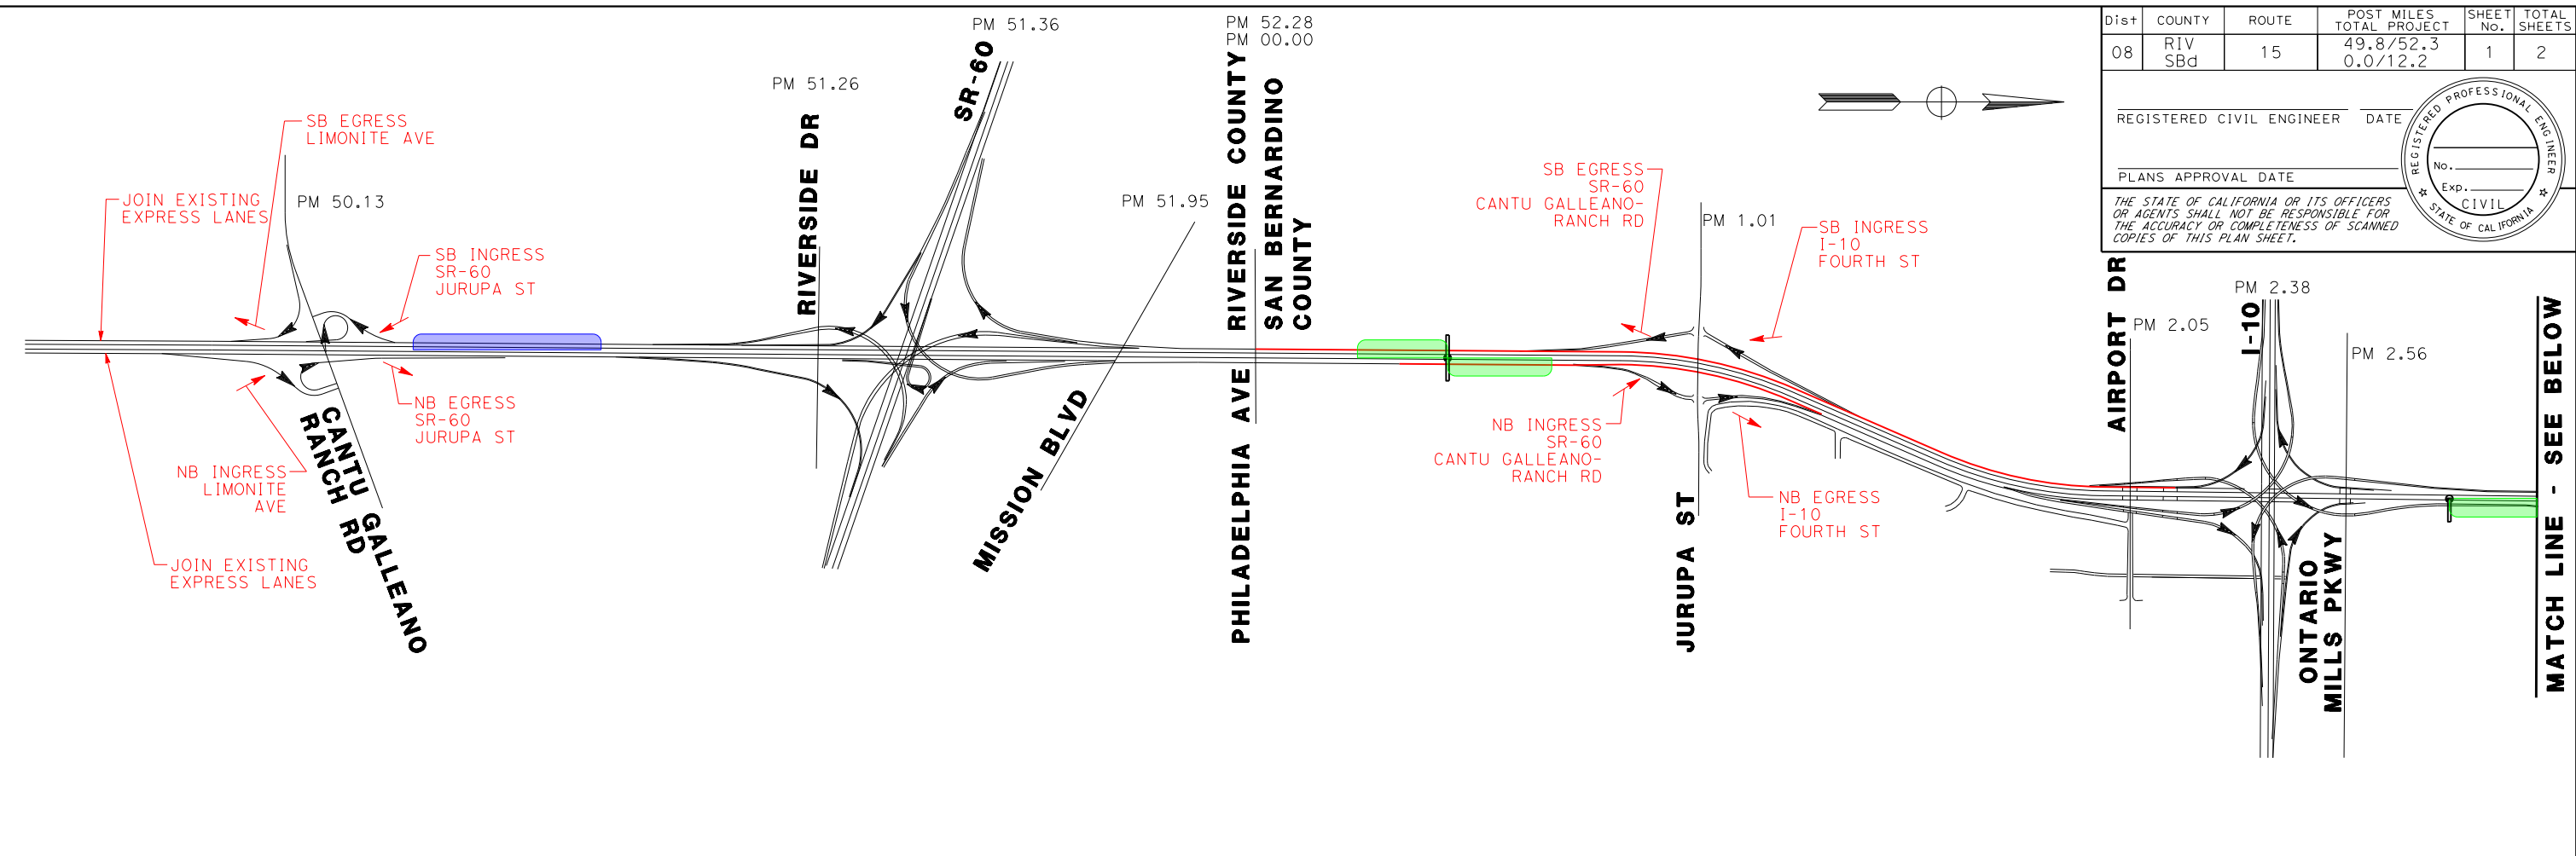 PM 51.36
PM 52.28
PM 00.00
PM 51.26
SR-60
RIVERSIDE DR
SB EGRESS
LIMONITE AVE
JOIN EXISTING
EXPRESS LANES
PM 50.13
SB INGRESS
SR-60
JURUPA ST
PM 51.95
RIVERSIDE COUNTY
SAN BERNARDINO
COUNTY
PHILADELPHIA AVE
SB EGRESS
SR-60
CANTU GALLEANO-
RANCH RD
PM 1.01
SB INGRESS
I-10
FOURTH ST
NB EGRESS
SR-60
JURUPA ST
NB INGRESS
LIMONITE
AVE
CANTU GALLEANO
RANCH RD
JOIN EXISTING
EXPRESS LANES
MISSION BLVD
NB INGRESS
SR-60
CANTU GALLEANO-
RANCH RD
JURUPA ST
NB EGRESS
I-10
FOURTH ST
AIRPORT DR
PM 2.05
I-10
PM 2.38
PM 2.56
ONTARIO
MILLS PKWY
MATCH LINE - SEE BELOW
Dist COUNTY ROUTE POST MILES TOTAL PROJECT SHEET No. TOTAL SHEETS
08 RIV SBd 15 49.8/52.3 0.0/12.2 1 2
REGISTERED CIVIL ENGINEER DATE
PLANS APPROVAL DATE
THE STATE OF CALIFORNIA OR ITS OFFICERS
OR AGENTS SHALL NOT BE RESPONSIBLE FOR
THE ACCURACY OR COMPLETENESS OF SCANNED
COPIES OF THIS PLAN SHEET.
REGISTERED PROFESSIONAL ENGINEER
No.
Exp.
CIVIL
STATE OF CALIFORNIA